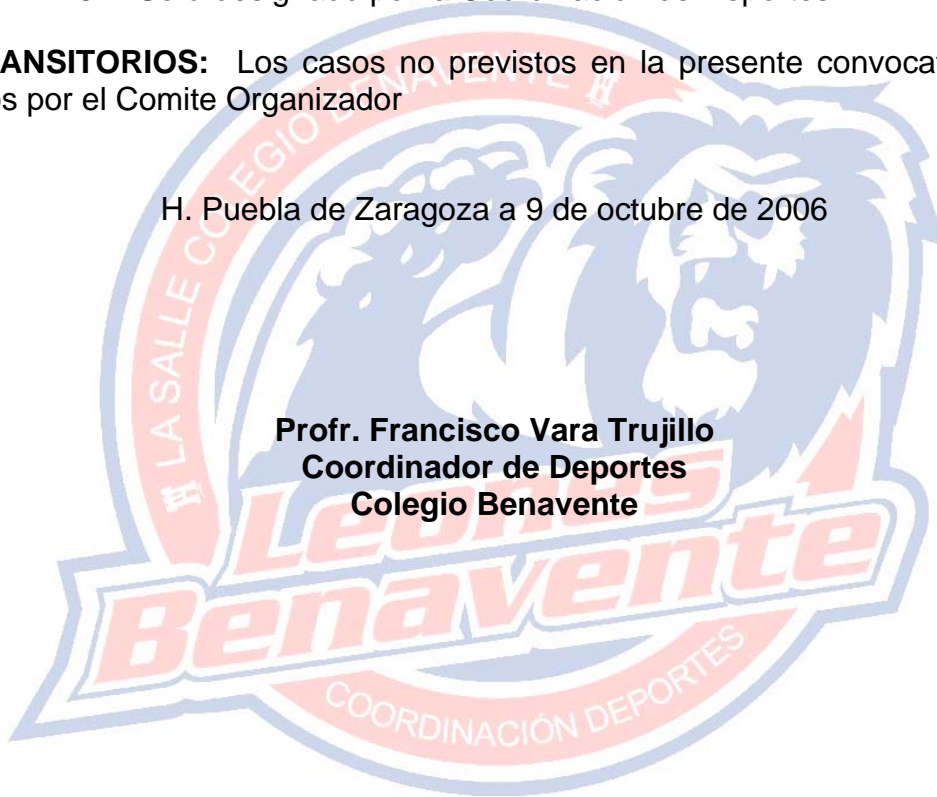 ANSITORIOS: Los casos no previstos en la presente convocat
s por el Comite Organizador
H. Puebla de Zaragoza a 9 de octubre de 2006
Profr. Francisco Vara Trujillo
Coordinador de Deportes
Colegio Benavente
LA SALLE COLEGIO BENAVENTE
Leones
Benavente
COORDINACIÓN DEPORTES